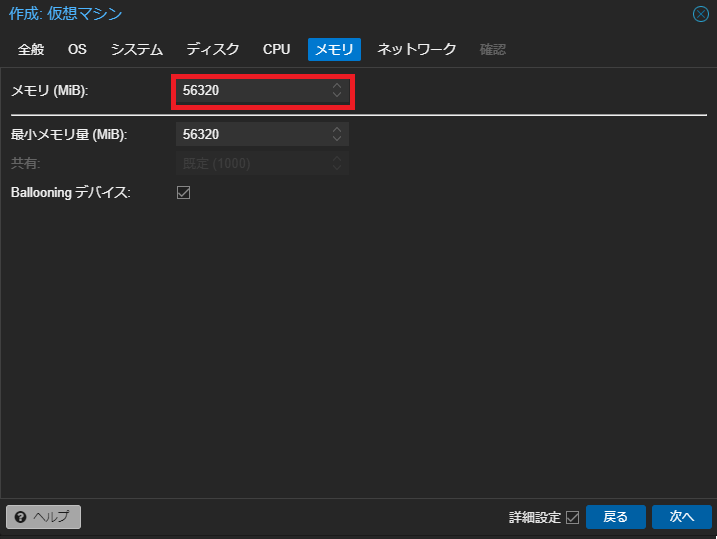 作成: 仮想マシン
全般 OS システム ディスク CPU メモリ ネットワーク 確認
メモリ (MiB): 56320
最小メモリ量 (MiB): 56320
共有: 既定 (1000)
Ballooning デバイス:
ヘルプ 詳細設定 戻る 次へ